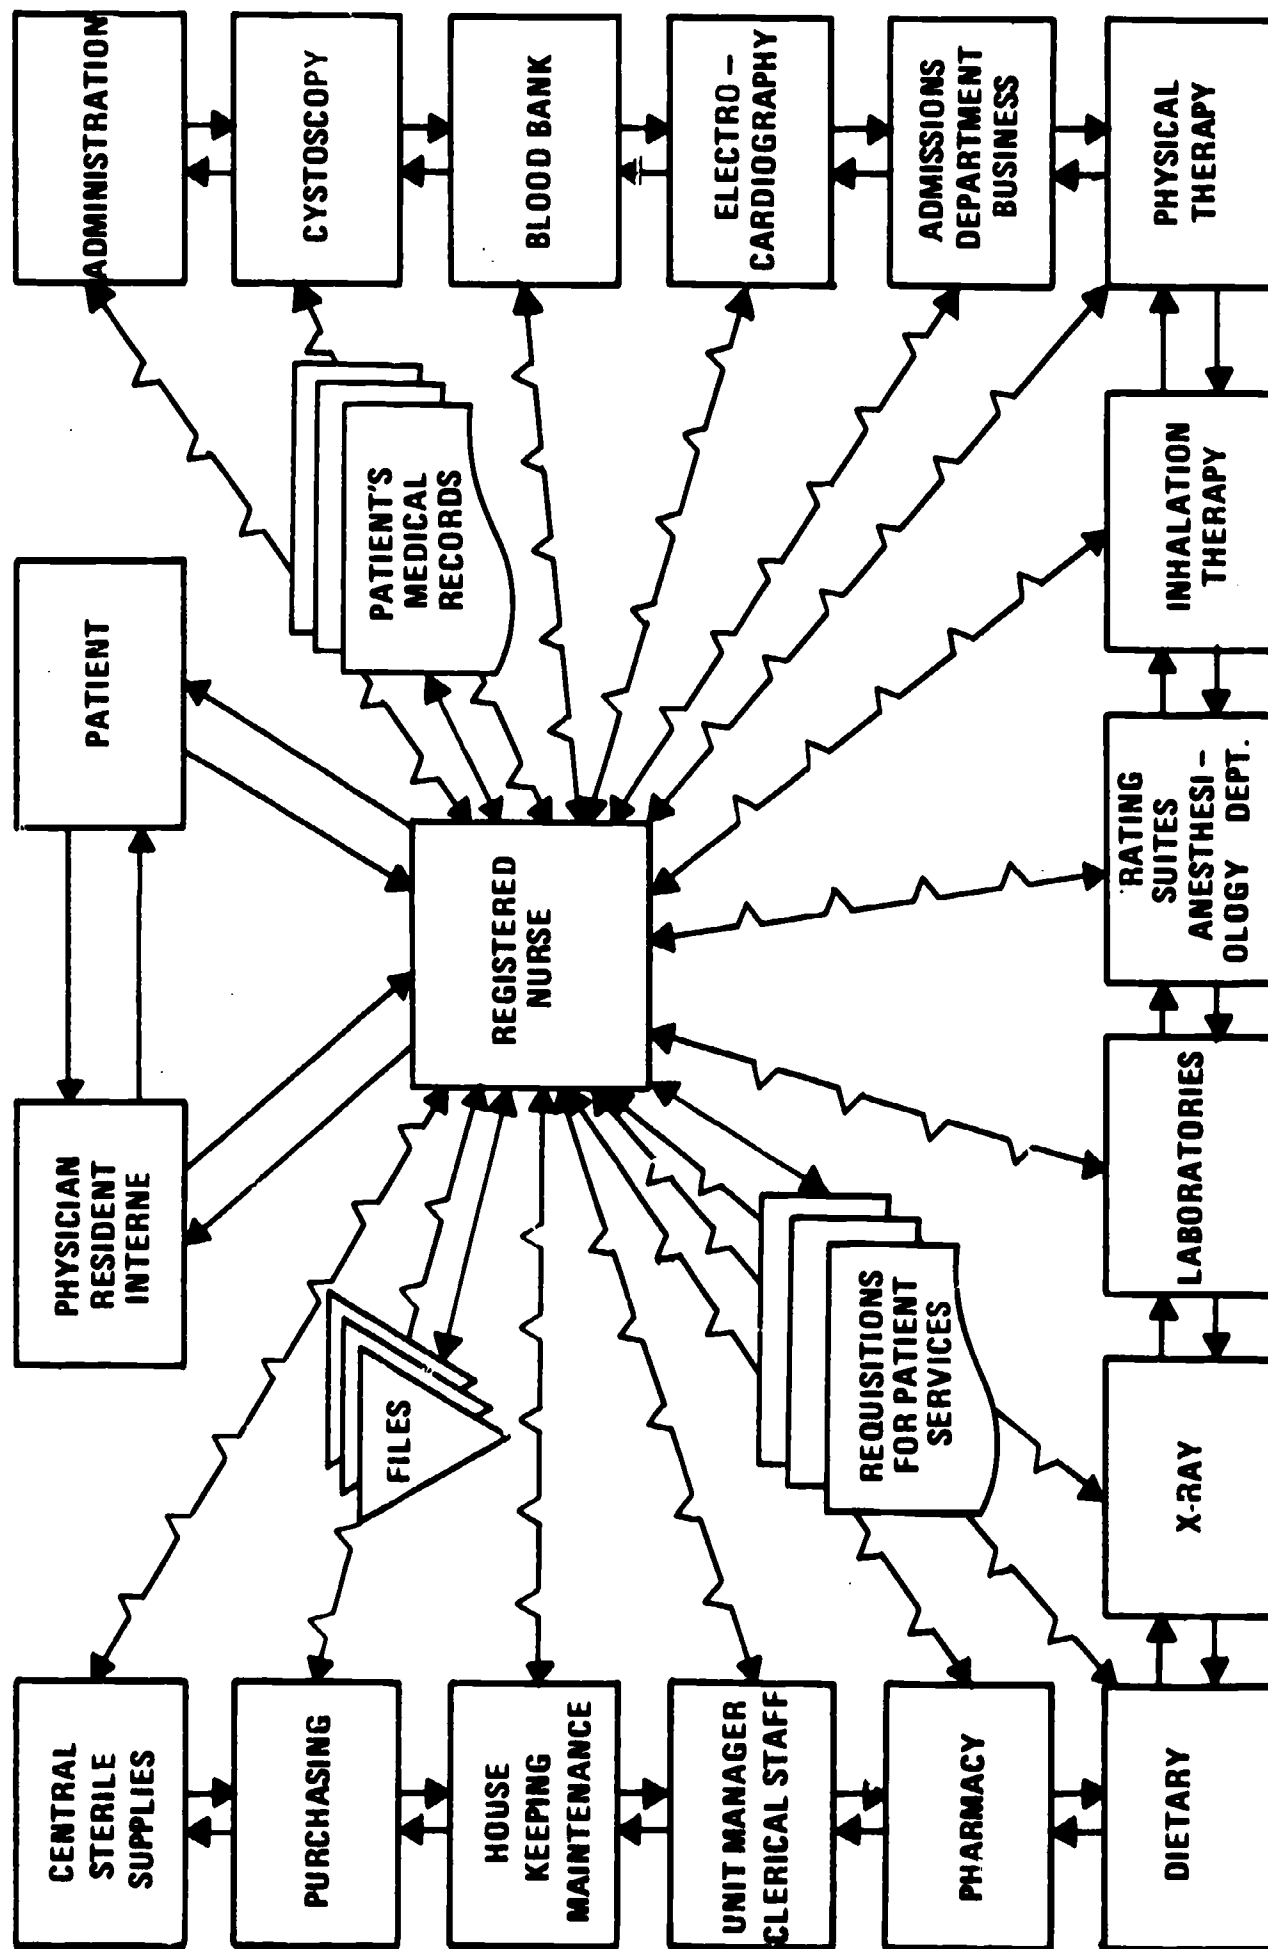 CENTRAL
STERILE
SUPPLIES
PHYSICIAN
RESIDENT
INTERNE
PATIENT
ADMINISTRATION
PURCHASING
CYSTOSCOPY
FILES
PATIENT'S
MEDICAL
RECORDS
HOUSE
KEEPING
MAINTENANCE
REGISTERED
NURSE
BLOOD BANK
UNIT MANAGER
CLERICAL STAFF
ELECTRO-
CARDIOGRAPHY
PHARMACY
REQUISITIONS
FOR PATIENT
SERVICES
ADMISSIONS
DEPARTMENT
BUSINESS
DIETARY
X-RAY
LABORATORIES
RATING
SUITES
ANESTHESI-
OLOGY DEPT.
INHALATION
THERAPY
PHYSICAL
THERAPY